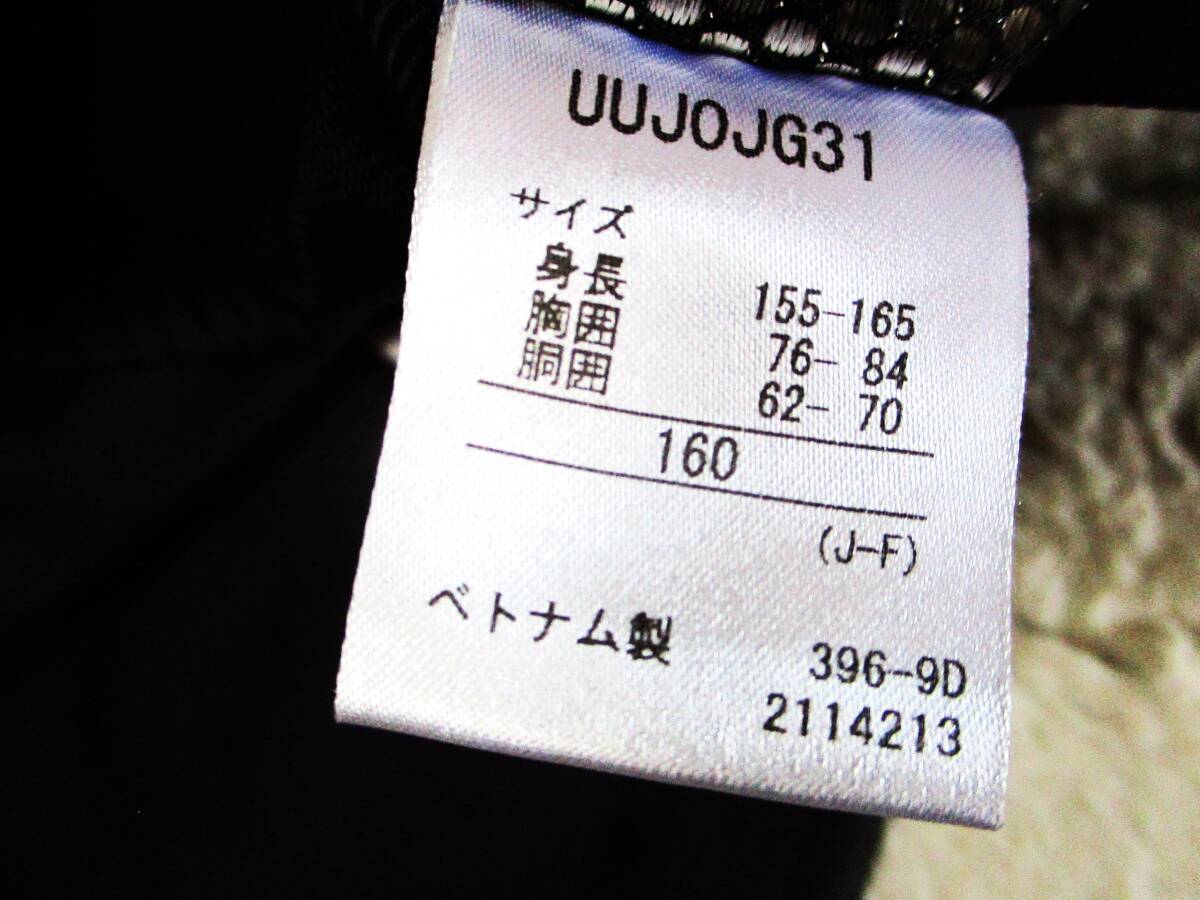 UUJOJG31
サイズ
身長 155-165
胸囲 76- 84
胴囲 62- 70
160
(J-F)
ベトナム製 396-9D
2114213